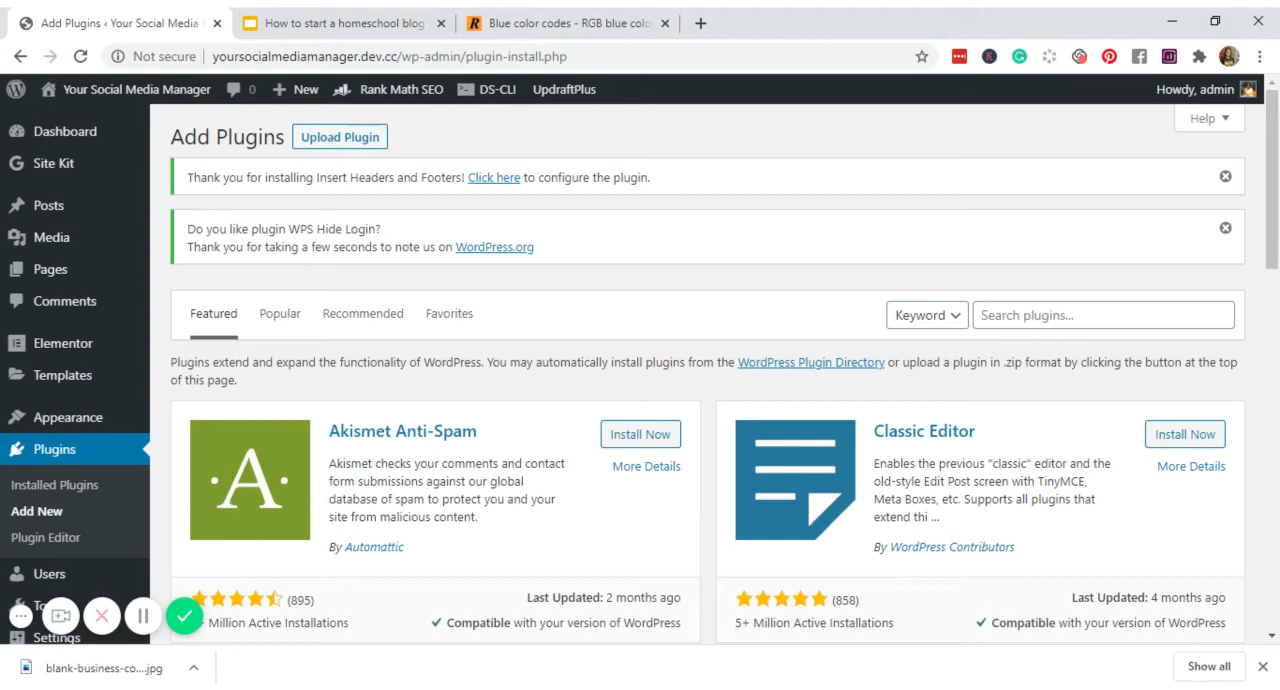 Add Plugins ‹ Your Social Media
How to start a homeschool blog
Blue color codes - RGB blue colo
Not secure
yoursocialmediamanager.dev.cc/wp-admin/plugin-install.php
Your Social Media Manager
0
New
Rank Math SEO
DS-CLI
UpdraftPlus
Howdy, admin
Dashboard
Site Kit
Posts
Media
Pages
Comments
Elementor
Templates
Appearance
Plugins
Installed Plugins
Add New
Plugin Editor
Users
Settings
Help
Add Plugins
Upload Plugin
Thank you for installing Insert Headers and Footers! Click here to configure the plugin.
Do you like plugin WPS Hide Login?
Thank you for taking a few seconds to note us on WordPress.org
Featured
Popular
Recommended
Favorites
Keyword
Search plugins...
Plugins extend and expand the functionality of WordPress. You may automatically install plugins from the WordPress Plugin Directory or upload a plugin in .zip format by clicking the button at the top
of this page.
A
Akismet Anti-Spam
Install Now
More Details
Akismet checks your comments and contact
form submissions against our global
database of spam to protect you and your
site from malicious content.
By Automattic
(895)
Million Active Installations
Last Updated: 2 months ago
Compatible with your version of WordPress
Classic Editor
Install Now
More Details
Enables the previous "classic" editor and the
old-style Edit Post screen with TinyMCE,
Meta Boxes, etc. Supports all plugins that
extend thi ...
By WordPress Contributors
(858)
5+ Million Active Installations
Last Updated: 4 months ago
Compatible with your version of WordPress
blank-business-co....jpg
Show all